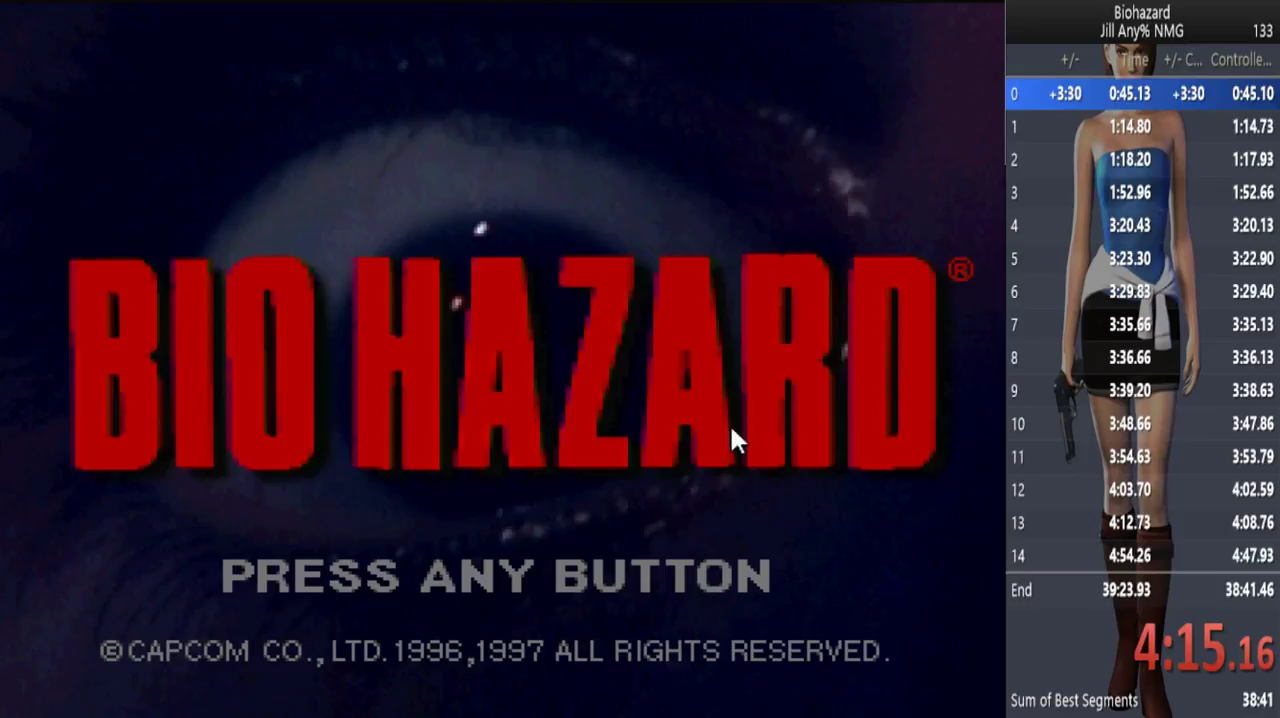 BIO HAZARD®
PRESS ANY BUTTON
©CAPCOM CO., LTD. 1996,1997 ALL RIGHTS RESERVED.
Biohazard
Jill Any% NMG 133
+/- Time +/- C... Controlle...
0 +3:30 0:45.13 +3:30 0:45.10
1 1:14.80 1:14.73
2 1:18.20 1:17.93
3 1:52.96 1:52.66
4 3:20.43 3:20.13
5 3:23.30 3:22.90
6 3:29.83 3:29.40
7 3:35.66 3:35.13
8 3:36.66 3:36.13
9 3:39.20 3:38.63
10 3:48.66 3:47.86
11 3:54.63 3:53.79
12 4:03.70 4:02.59
13 4:12.73 4:08.76
14 4:54.26 4:47.93
End 39:23.93 38:41.46
4:15.16
Sum of Best Segments 38:41